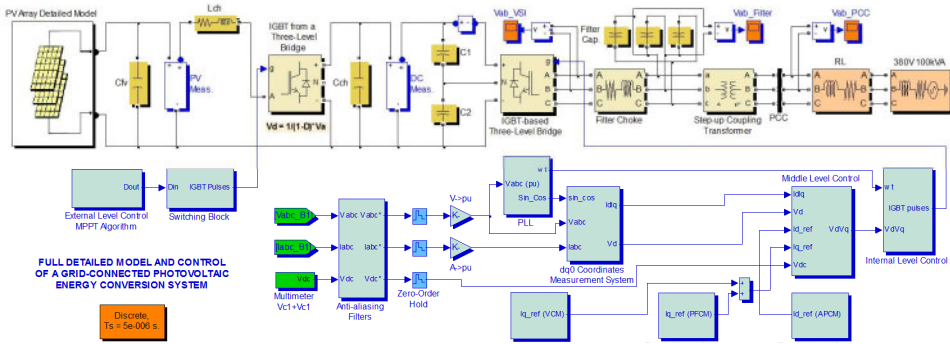 PV Array Detailed Model
Lch
IGBT from a
Three-Level
Bridge
Vab_VSI
Filter
Cap.
Vab_Filter
Vab_PCC
Cfv
PV
Meas.
g
A
N
Vd = 1/(1-D)*Va
Cch
DC
Meas.
C1
C2
g
N
A
B
C
IGBT-based
Three-Level Bridge
A
B
C
A
B
C
Filter Choke
a
b
c
A
B
C
Step-up Coupling
Transformer
PCC
RL
A
B
C
A
B
C
380V 100kVA
A
B
C
Dout
External Level Control
MPPT Algorithm
Din
IGBT Pulses
Switching Block
FULL DETAILED MODEL AND CONTROL
OF A GRID-CONNECTED PHOTOVOLTAIC
ENERGY CONVERSION SYSTEM
Discrete,
Ts = 5e-006 s.
Vabc_B1
Iabc_B1
Vdc
Multimeter
Vc1+Vc1
Vabc Vabc*
Iabc Iabc*
Vdc Vdc*
Anti-aliasing
Filters
Zero-Order
Hold
V->pu
K-
K-
A->pu
Vabc (pu)
w t
Sin_Cos
PLL
sin_cos
Vabc
Iabc
Idq
Vd
dq0 Coordinates
Measurement System
Iq_ref (VCM)
Iq_ref (PFCM)
Id_ref (APCM)
Middle Level Control
Idq
Vd
Id_ref
Iq_ref
Vdc
VdVq
w t
IGBT pulses
VdVq
Internal Level Control